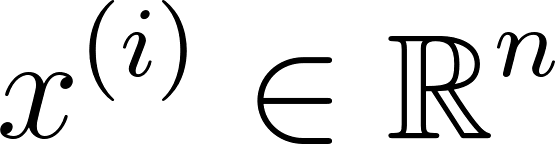 x^{(i)} ∈ ℝ^n